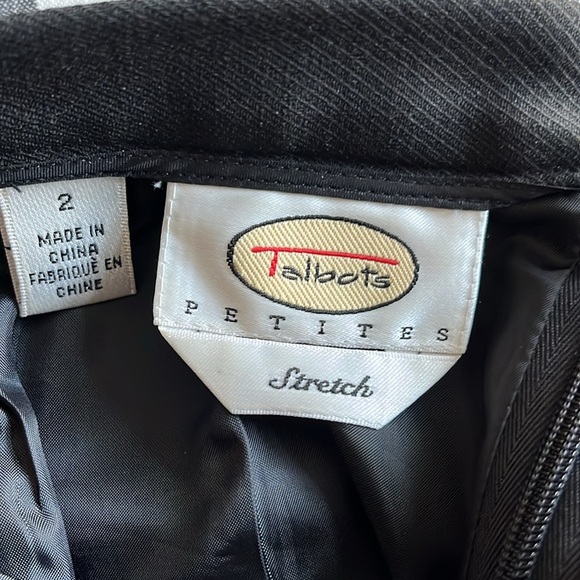 2
MADE IN
CHINA
FABRIQUÉ EN
CHINE
Talbots
PETITES
Stretch